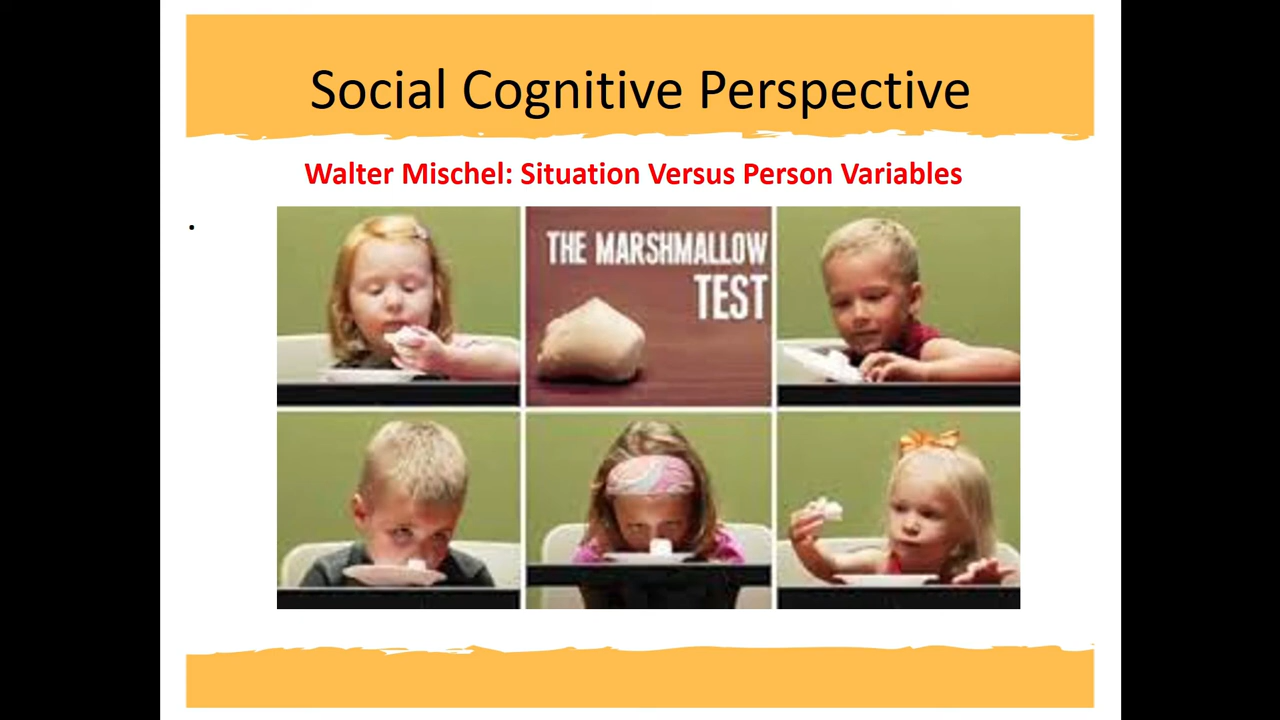 Social Cognitive Perspective
Walter Mischel: Situation Versus Person Variables
.
THE MARSHMALLOW
TEST